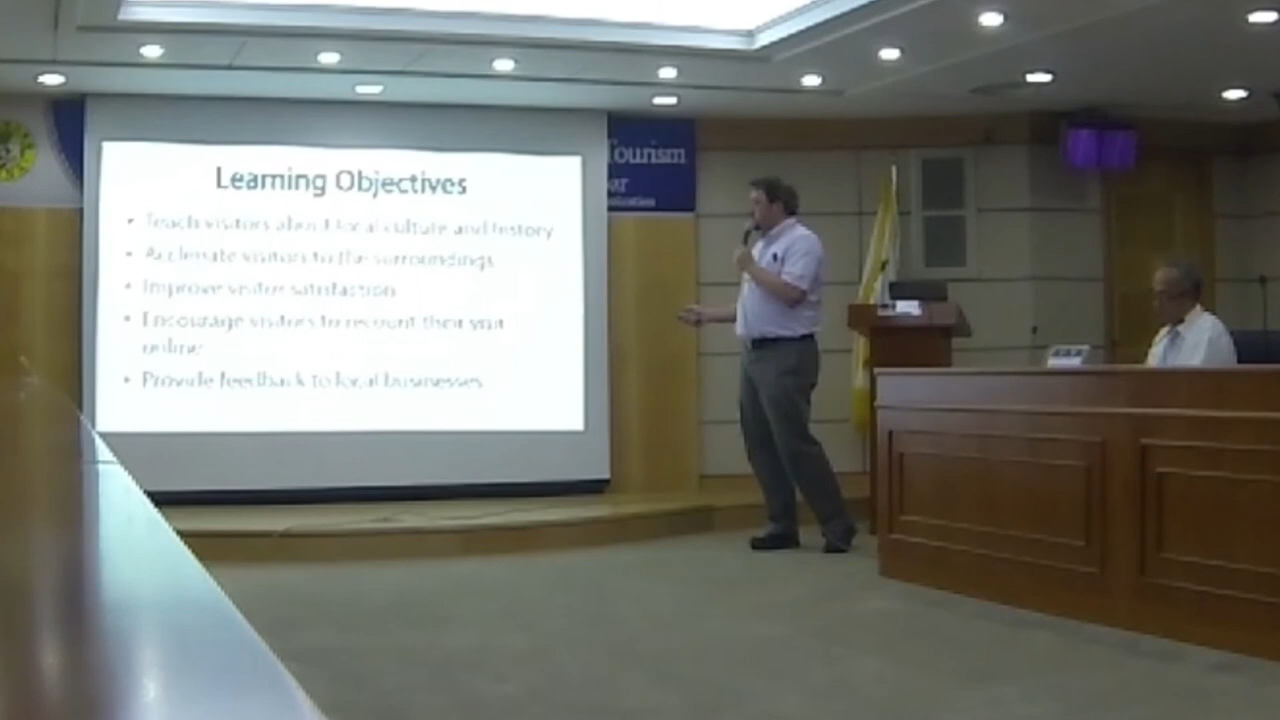 Learning Objectives
• Teach visitors about local culture and history
• Acclimate visitors to the surroundings
• Improve visitor satisfaction
• Encourage visitors to recount their visit
online
• Provide feedback to local businesses
Tourism